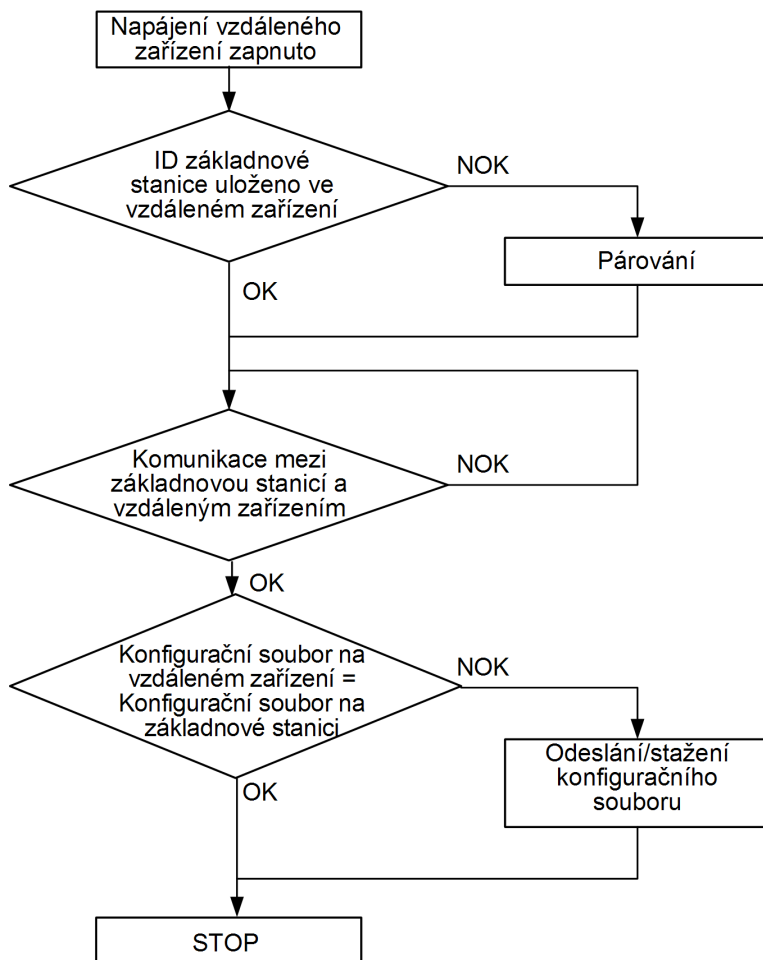 Napájení vzdáleného
zařízení zapnuto
ID základnové
stanice uloženo ve
vzdáleném zařízení
NOK
Párování
OK
Komunikace mezi
základnovou stanicí a
vzdáleným zařízením
NOK
OK
Konfigurační soubor na
vzdáleném zařízení =
Konfigurační soubor na
základnové stanici
NOK
Odeslání/stažení
konfiguračního
souboru
OK
STOP